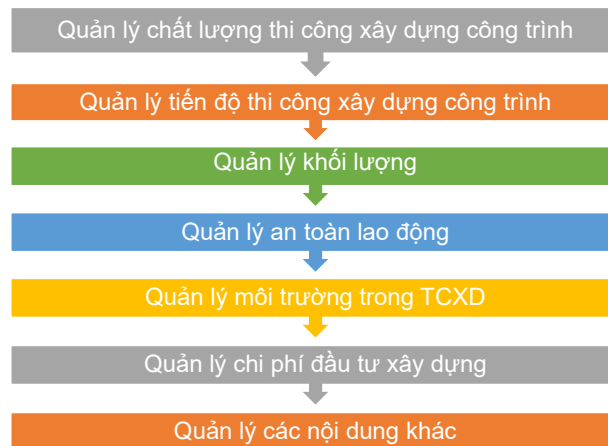 Quản lý chất lượng thi công xây dựng công trình
Quản lý tiến độ thi công xây dựng công trình
Quản lý khối lượng
Quản lý an toàn lao động
Quản lý môi trường trong TCXD
Quản lý chi phí đầu tư xây dựng
Quản lý các nội dung khác